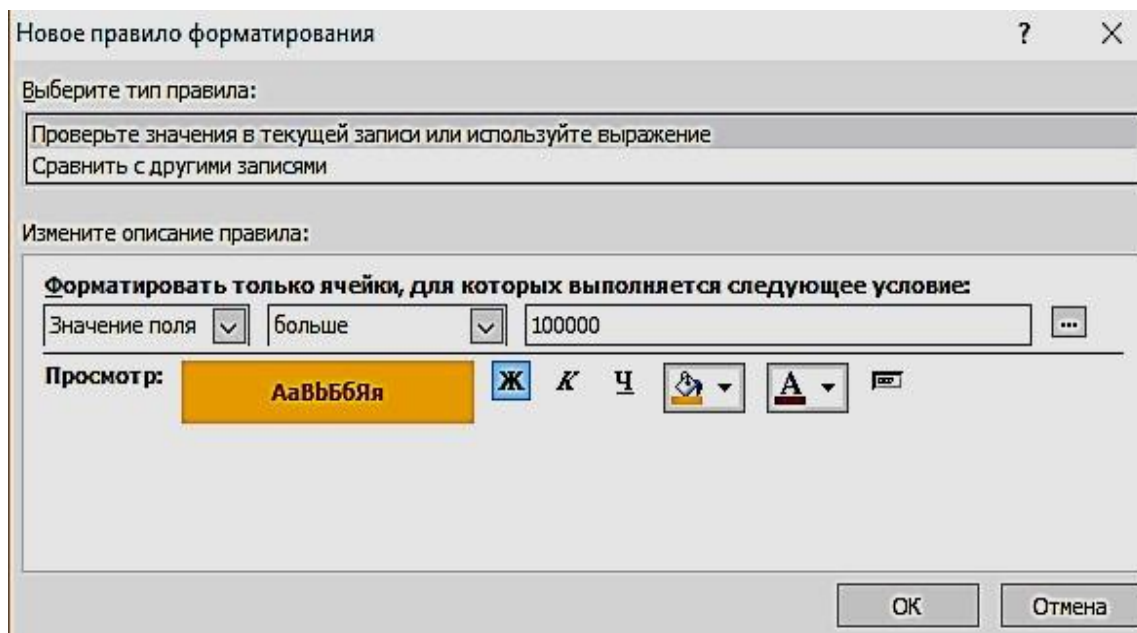 Новое правило форматирования ?
Выберите тип правила:
Проверьте значения в текущей записи или используйте выражение
Сравнить с другими записями
Измените описание правила:
Форматировать только ячейки, для которых выполняется следующее условие:
Значение поля больше 100000 ...
Просмотр: АаВbБбЯя Ж К Ч А
ОК Отмена